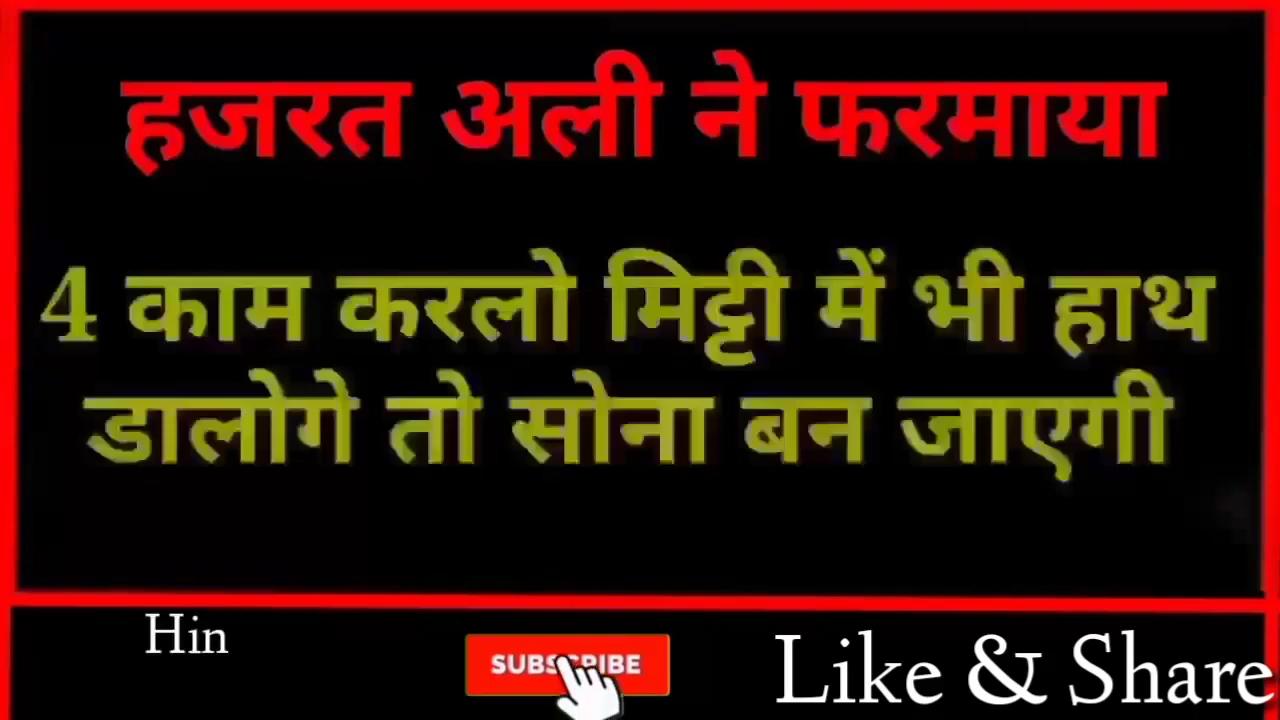 हजरत अली ने फरमाया
4 काम करलो मिट्टी में भी हाथ
डालोगे तो सोना बन जाएगी
Hin
SUBSCRIBE
Like & Share